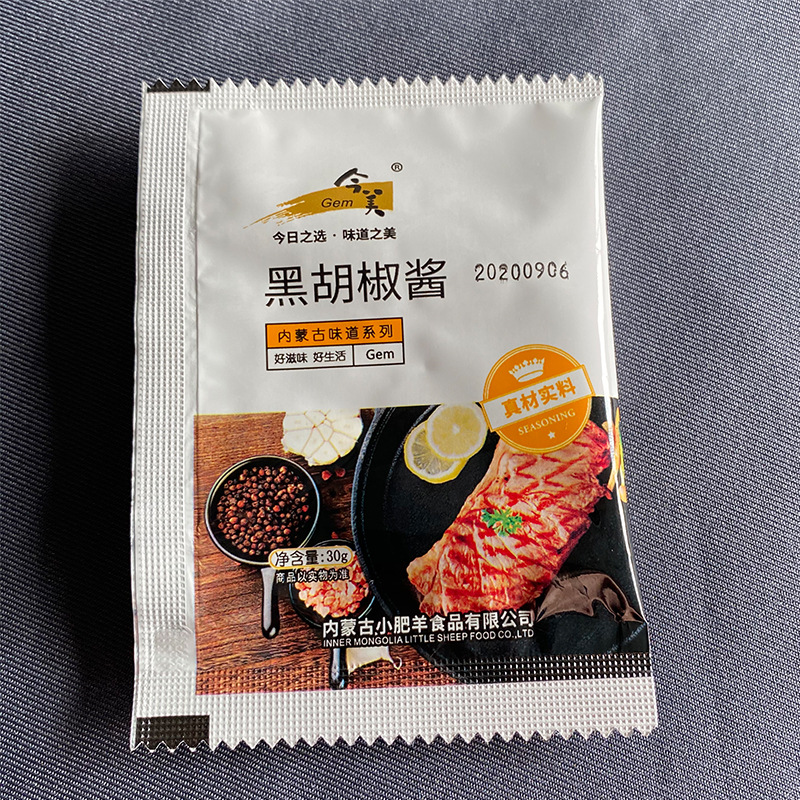 今美
®
Gem
今日之选·味道之美
黑胡椒酱
20200906
内蒙古味道系列
好滋味 好生活 Gem
真材实料
SEASONING
净含量:30g
商品以实物为准
内蒙古小肥羊食品有限公司
INNER MONGOLIA LITTLE SHEEP FOOD CO.,LTD